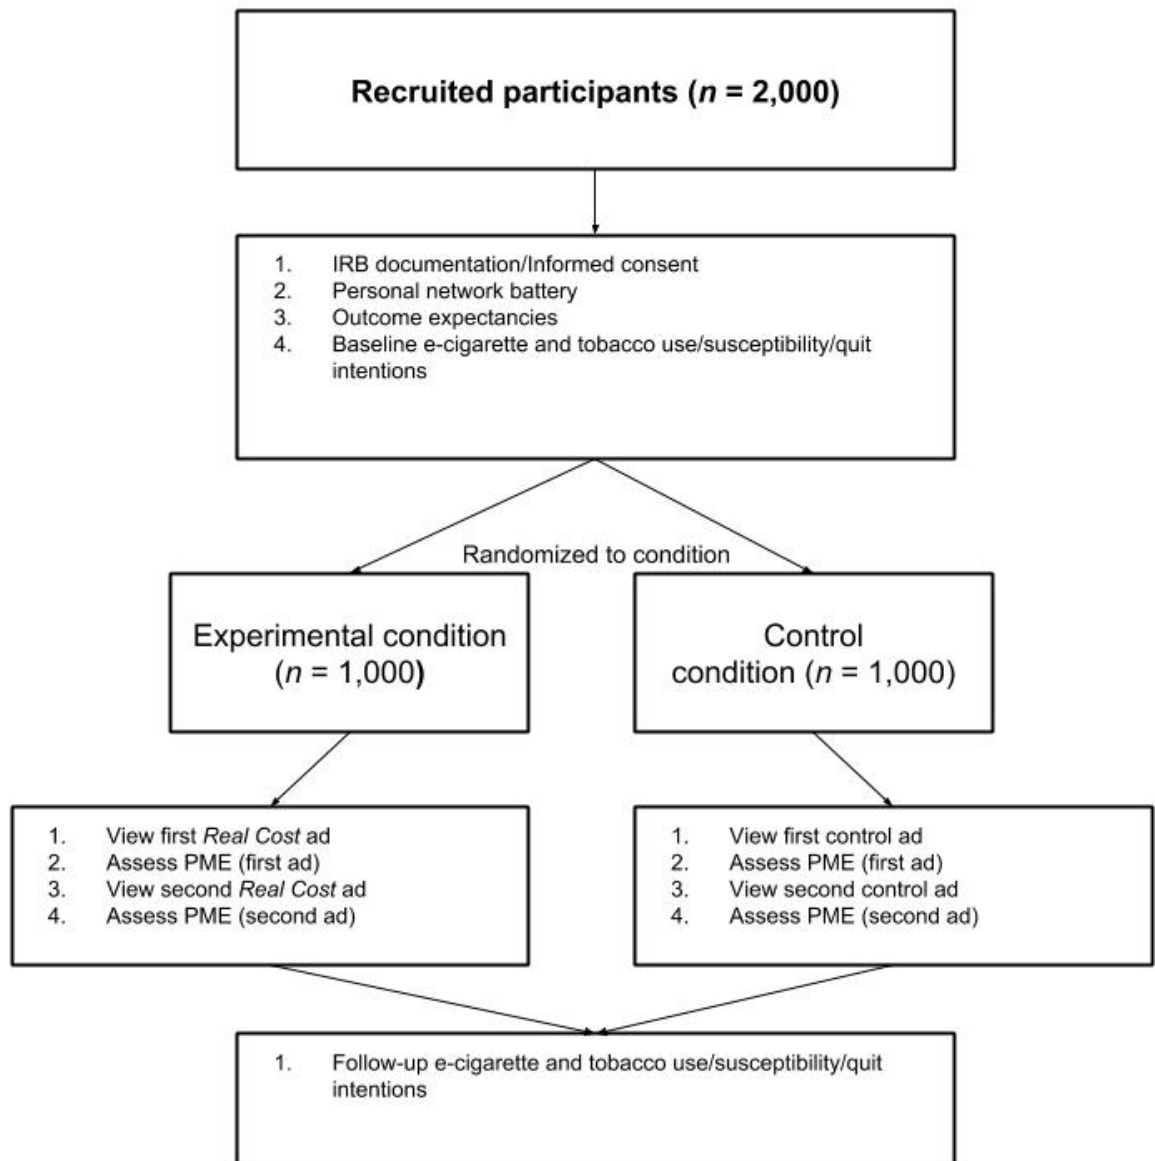 Recruited participants (n = 2,000)
1. IRB documentation/Informed consent
2. Personal network battery
3. Outcome expectancies
4. Baseline e-cigarette and tobacco use/susceptibility/quit
intentions
Randomized to condition
Experimental condition
(n = 1,000)
Control
condition (n = 1,000)
1. View first Real Cost ad
2. Assess PME (first ad)
3. View second Real Cost ad
4. Assess PME (second ad)
1. View first control ad
2. Assess PME (first ad)
3. View second control ad
4. Assess PME (second ad)
1. Follow-up e-cigarette and tobacco use/susceptibility/quit
intentions